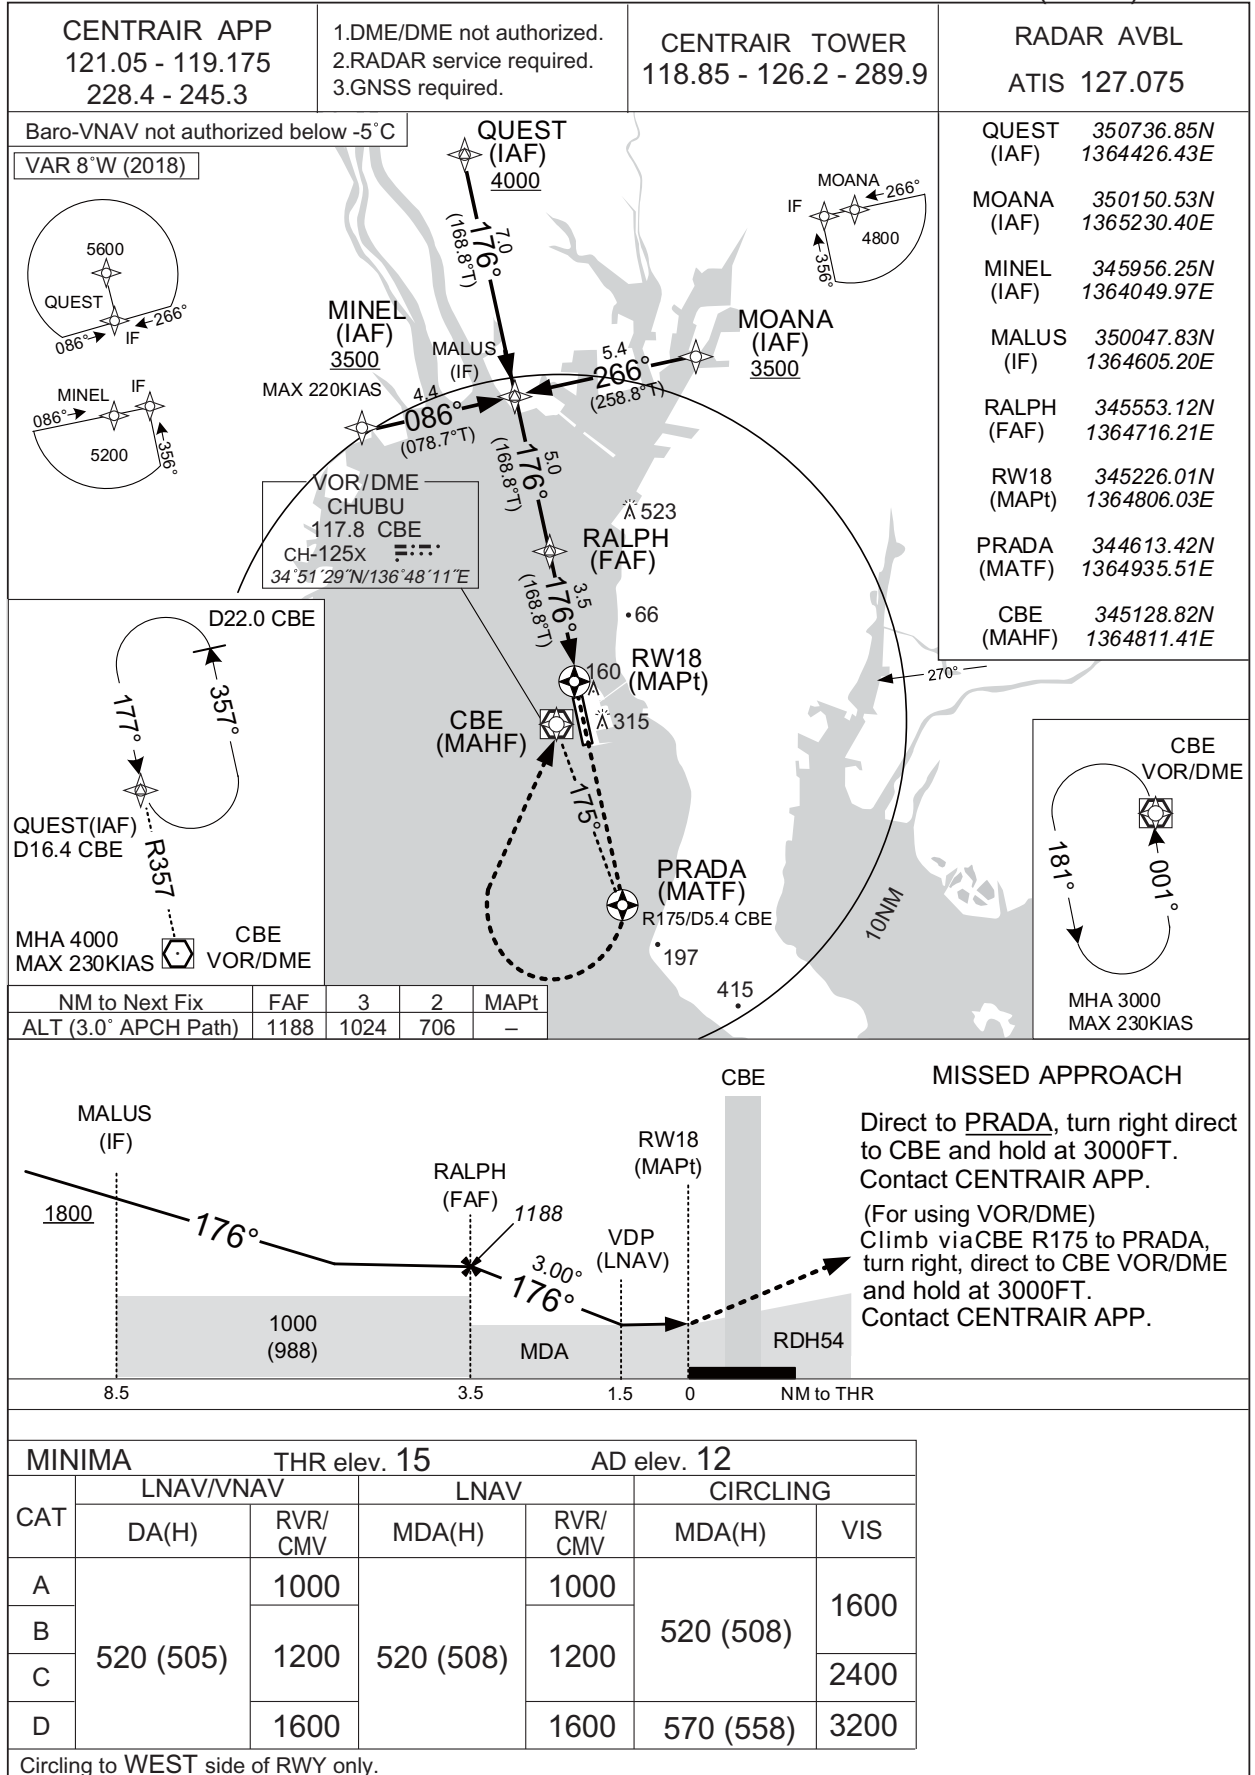 CENTRAIR APP
121.05 - 119.175
228.4 - 245.3
1.DME/DME not authorized.
2.RADAR service required.
3.GNSS required.
CENTRAIR TOWER
118.85 - 126.2 - 289.9
RADAR AVBL
ATIS 127.075
Baro-VNAV not authorized below -5˚C
VAR 8˚W (2018)
QUEST
(IAF)
4000
7.0
176°
(168.8°T)
5600
QUEST
086°
IF
266°
MINEL
IF
086°
5200
356°
MOANA
266°
IF
4800
356°
MINEL
(IAF)
3500
MAX 220KIAS
MALUS
(IF)
4.4
086°
(078.7°T)
MOANA
(IAF)
3500
5.4
266°
(258.8°T)
5.0
176°
(168.8°T)
VOR/DME
CHUBU
117.8 CBE
CH-125X
34˚51´29˝N/136˚48´11˝E
523
RALPH
(FAF)
3.5
176°
(168.8°T)
66
RW18
(MAPt)
160
315
CBE
(MAHF)
175°
PRADA
(MATF)
R175/D5.4 CBE
197
415
10NM
270°
QUEST 350736.85N
(IAF) 1364426.43E
MOANA 350150.53N
(IAF) 1365230.40E
MINEL 345956.25N
(IAF) 1364049.97E
MALUS 350047.83N
(IF) 1364605.20E
RALPH 345553.12N
(FAF) 1364716.21E
RW18 345226.01N
(MAPt) 1364806.03E
PRADA 344613.42N
(MATF) 1364935.51E
CBE 345128.82N
(MAHF) 1364811.41E
D22.0 CBE
177°
357°
QUEST(IAF)
D16.4 CBE
R357
MHA 4000
MAX 230KIAS
CBE
VOR/DME
CBE
VOR/DME
181°
001°
MHA 3000
MAX 230KIAS
NM to Next Fix FAF 3 2 MAPt
ALT (3.0˚ APCH Path) 1188 1024 706 –
MALUS
(IF)
1800
176°
RALPH
(FAF)
1188
3.00°
176°
VDP
(LNAV)
RW18
(MAPt)
CBE
1000
(988)
MDA
RDH54
8.5 3.5 1.5 0 NM to THR
MISSED APPROACH
Direct to PRADA, turn right direct
to CBE and hold at 3000FT.
Contact CENTRAIR APP.
(For using VOR/DME)
Climb viaCBE R175 to PRADA,
turn right, direct to CBE VOR/DME
and hold at 3000FT.
Contact CENTRAIR APP.
MINIMA THR elev. 15 AD elev. 12
CAT LNAV/VNAV LNAV CIRCLING
DA(H) RVR/CMV MDA(H) RVR/CMV MDA(H) VIS
A 1000 1000 1600
B 520 (505) 1200 520 (508) 1200 520 (508)
C 2400
D 1600 1600 570 (558) 3200
Circling to WEST side of RWY only.